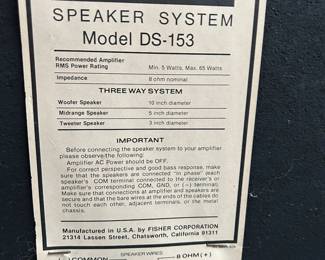 SPEAKER SYSTEM
Model DS-153
Recommended Amplifier
RMS Power Rating Min. 5 Watts, Max. 65 Watts
Impedance 8 ohm nominal
THREE WAY SYSTEM
Woofer Speaker 10 inch diameter
Midrange Speaker 5 inch diameter
Tweeter Speaker 3 inch diameter
IMPORTANT
Before connecting the speaker system to your amplifier
please observe the following:
Amplifier AC Power should be OFF.
For correct perspective and good bass response, make
sure that the speakers are connected "in phase" (each
speaker's COM terminal connected to the receiver's or
amplifier's corresponding COM, GND, or (−) terminal).
Make sure that connections at amplifier and speakers are
secure and that the bare wires at the ends of the cables do
not touch each other, adjacent terminals, or the metal
chassis.
Manufactured in U.S.A. by FISHER CORPORATION
21314 Lassen Street, Chatsworth, California 91311
SPEAKER WIRES
COMMON 8 OHM (+)